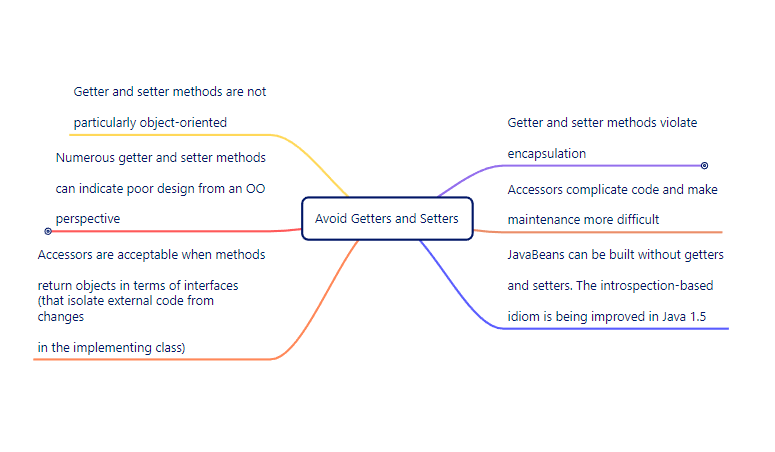 Avoid Getters and Setters
Getter and setter methods are not
particularly object-oriented
Numerous getter and setter methods
can indicate poor design from an OO
perspective
Accessors are acceptable when methods
return objects in terms of interfaces
(that isolate external code from
changes
in the implementing class)
Getter and setter methods violate
encapsulation
Accessors complicate code and make
maintenance more difficult
JavaBeans can be built without getters
and setters. The introspection-based
idiom is being improved in Java 1.5